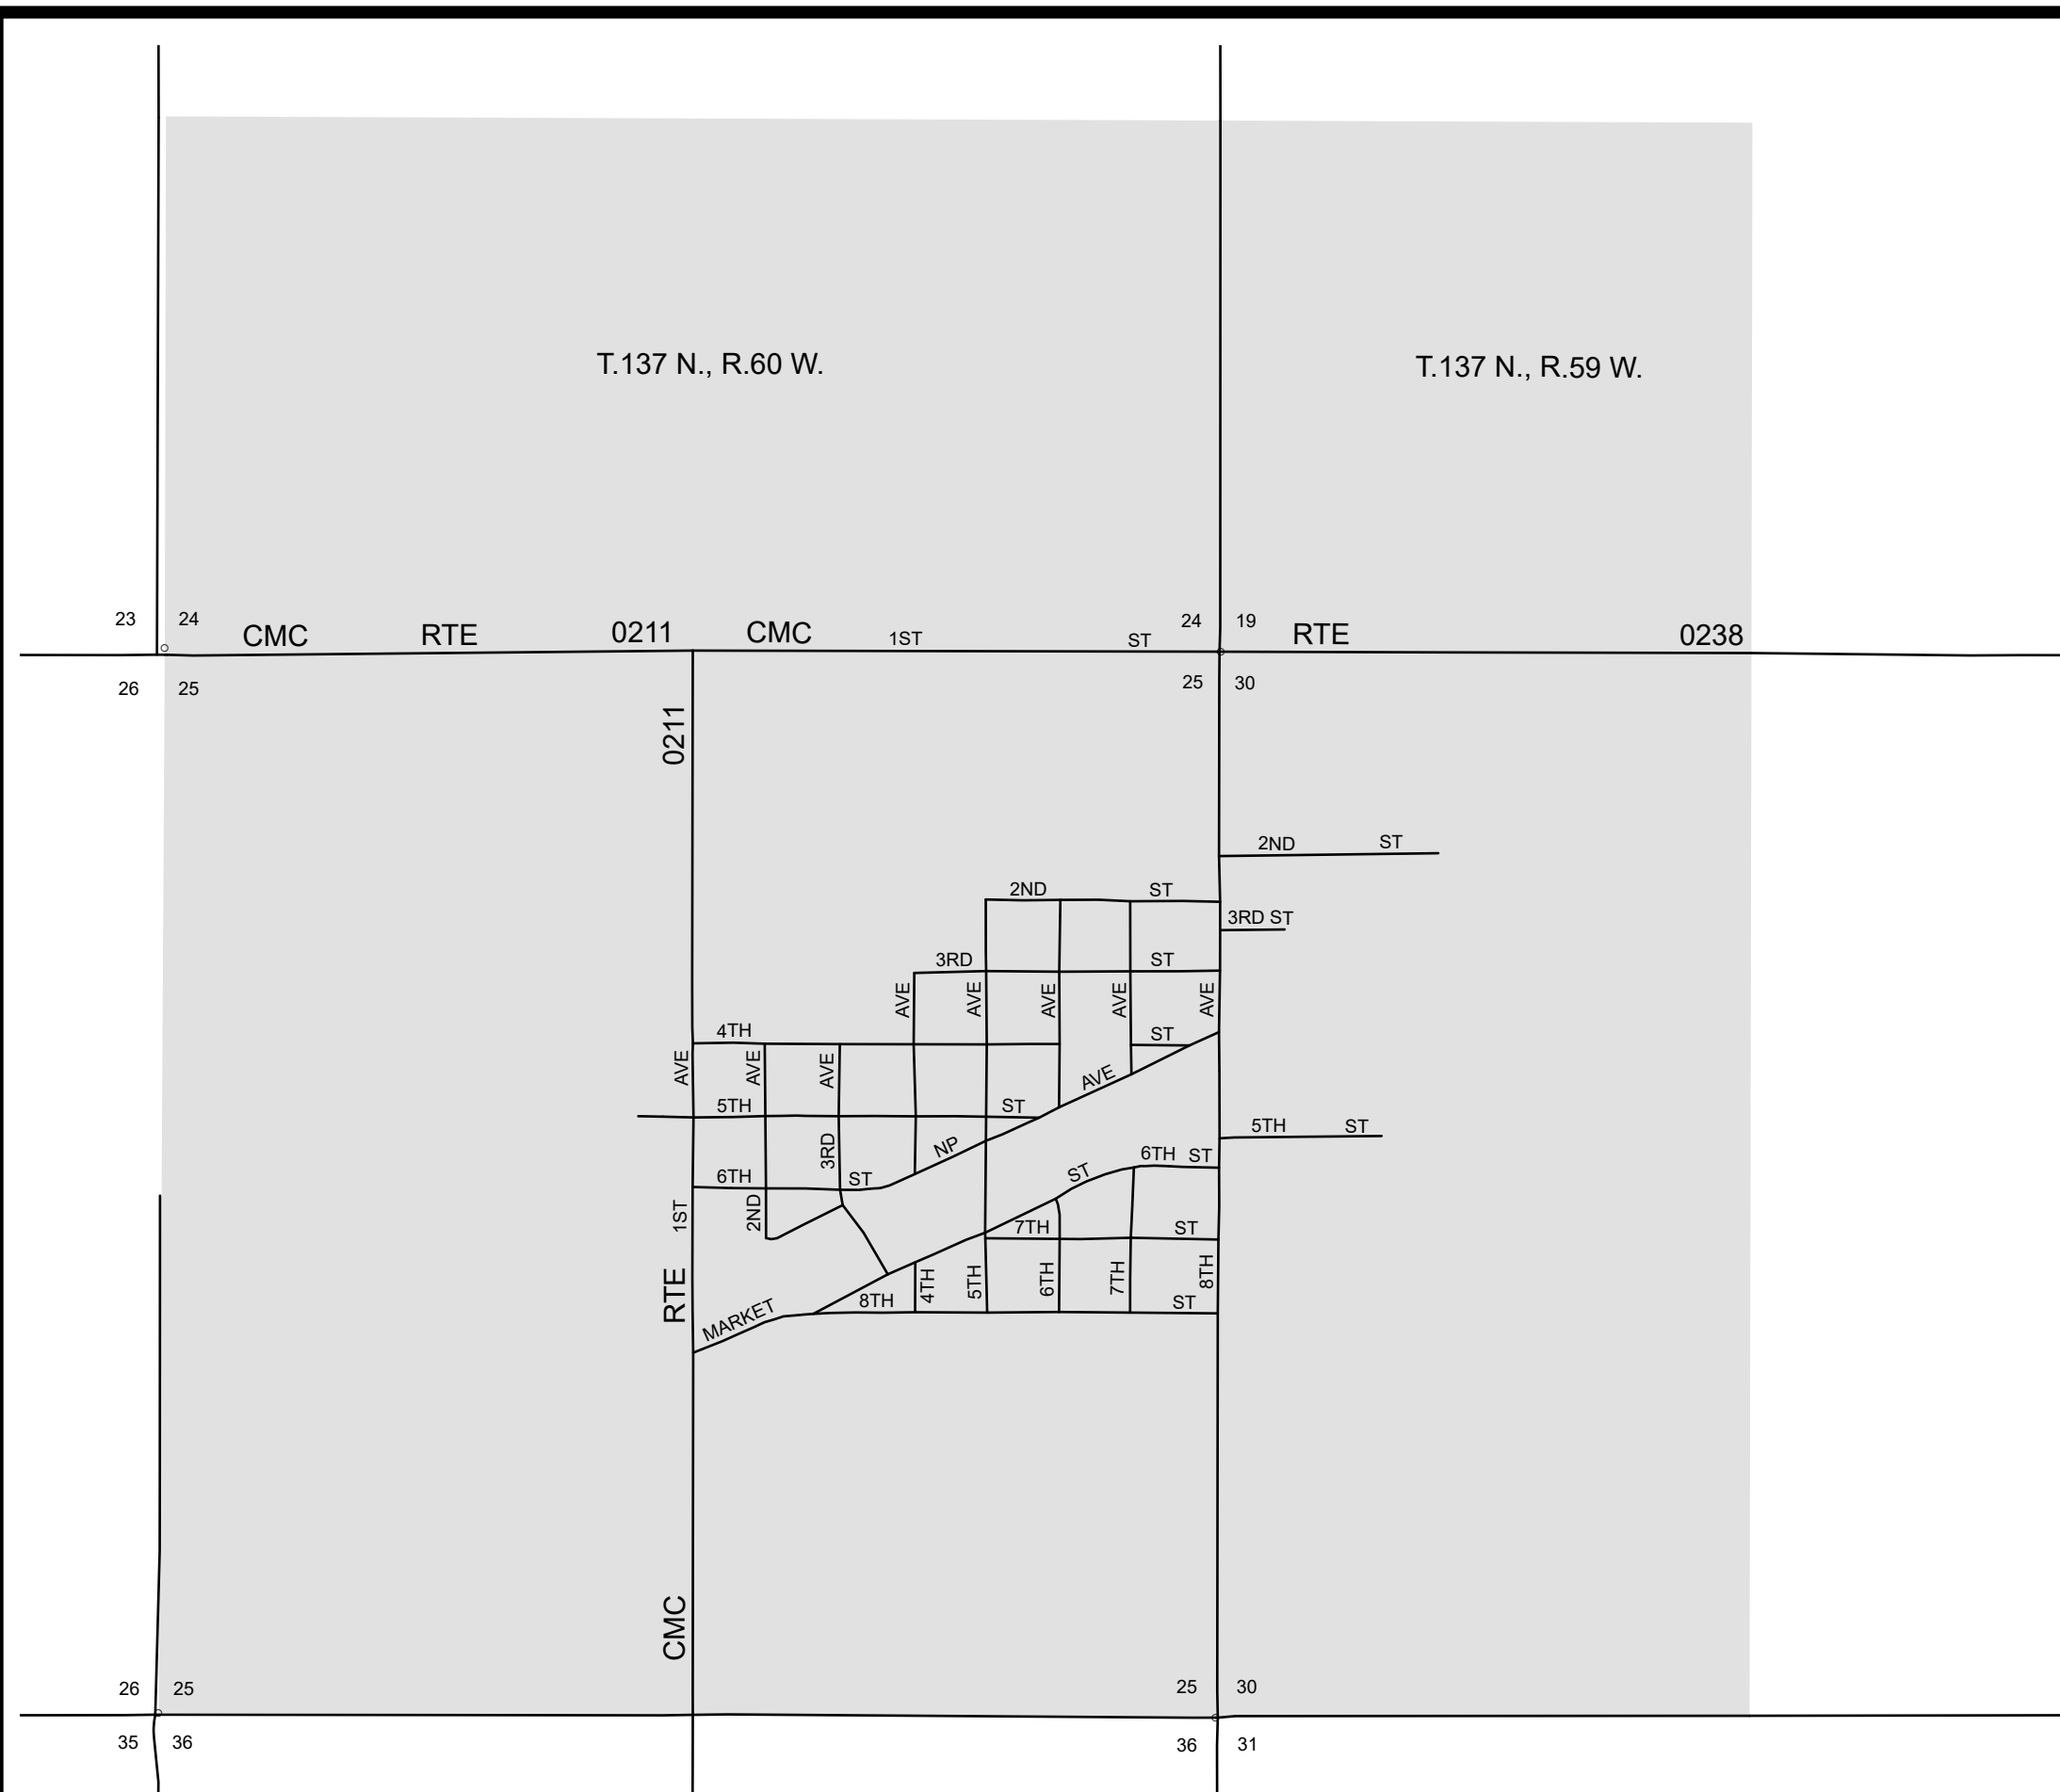 T.137 N., R.60 W.
T.137 N., R.59 W.
23 24
24 19
CMC RTE 0211 CMC 1ST ST RTE 0238
26 25
25 30
0211
2ND ST
2ND ST
3RD ST
3RD ST
AVE AVE AVE AVE AVE
4TH ST
AVE AVE AVE
AVE
5TH ST
5TH ST
3RD
NP
6TH ST
ST 6TH ST
1ST 2ND
7TH ST
RTE
4TH 5TH 6TH 7TH 8TH
8TH ST
MARKET
CMC
26 25
25 30
35 36
36 31